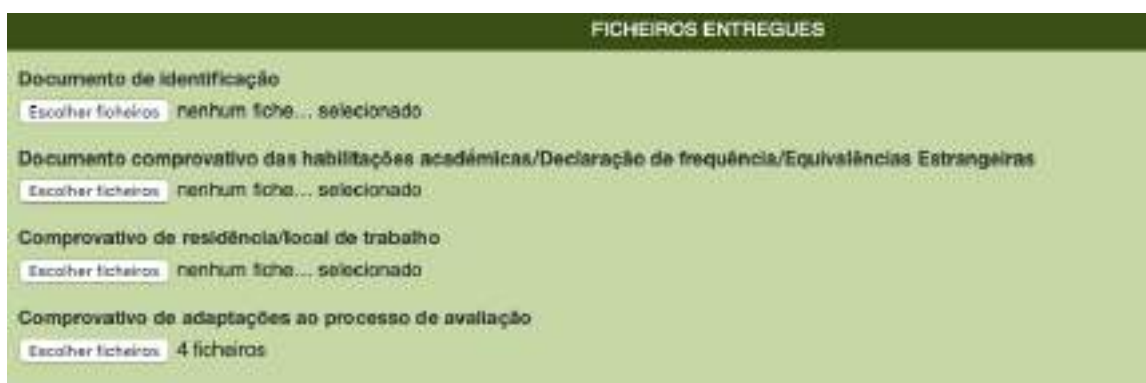 FICHEIROS ENTREGUES
Documento de identificação
Escolher ficheiros nenhum fiche... selecionado
Documento comprovativo das habilitações académicas/Declaração de frequência/Equivalências Estrangeiras
Escolher ficheiros nenhum fiche... selecionado
Comprovativo de residência/local de trabalho
Escolher ficheiros nenhum fiche... selecionado
Comprovativo de adaptações ao processo de avaliação
Escolher ficheiros 4 ficheiros